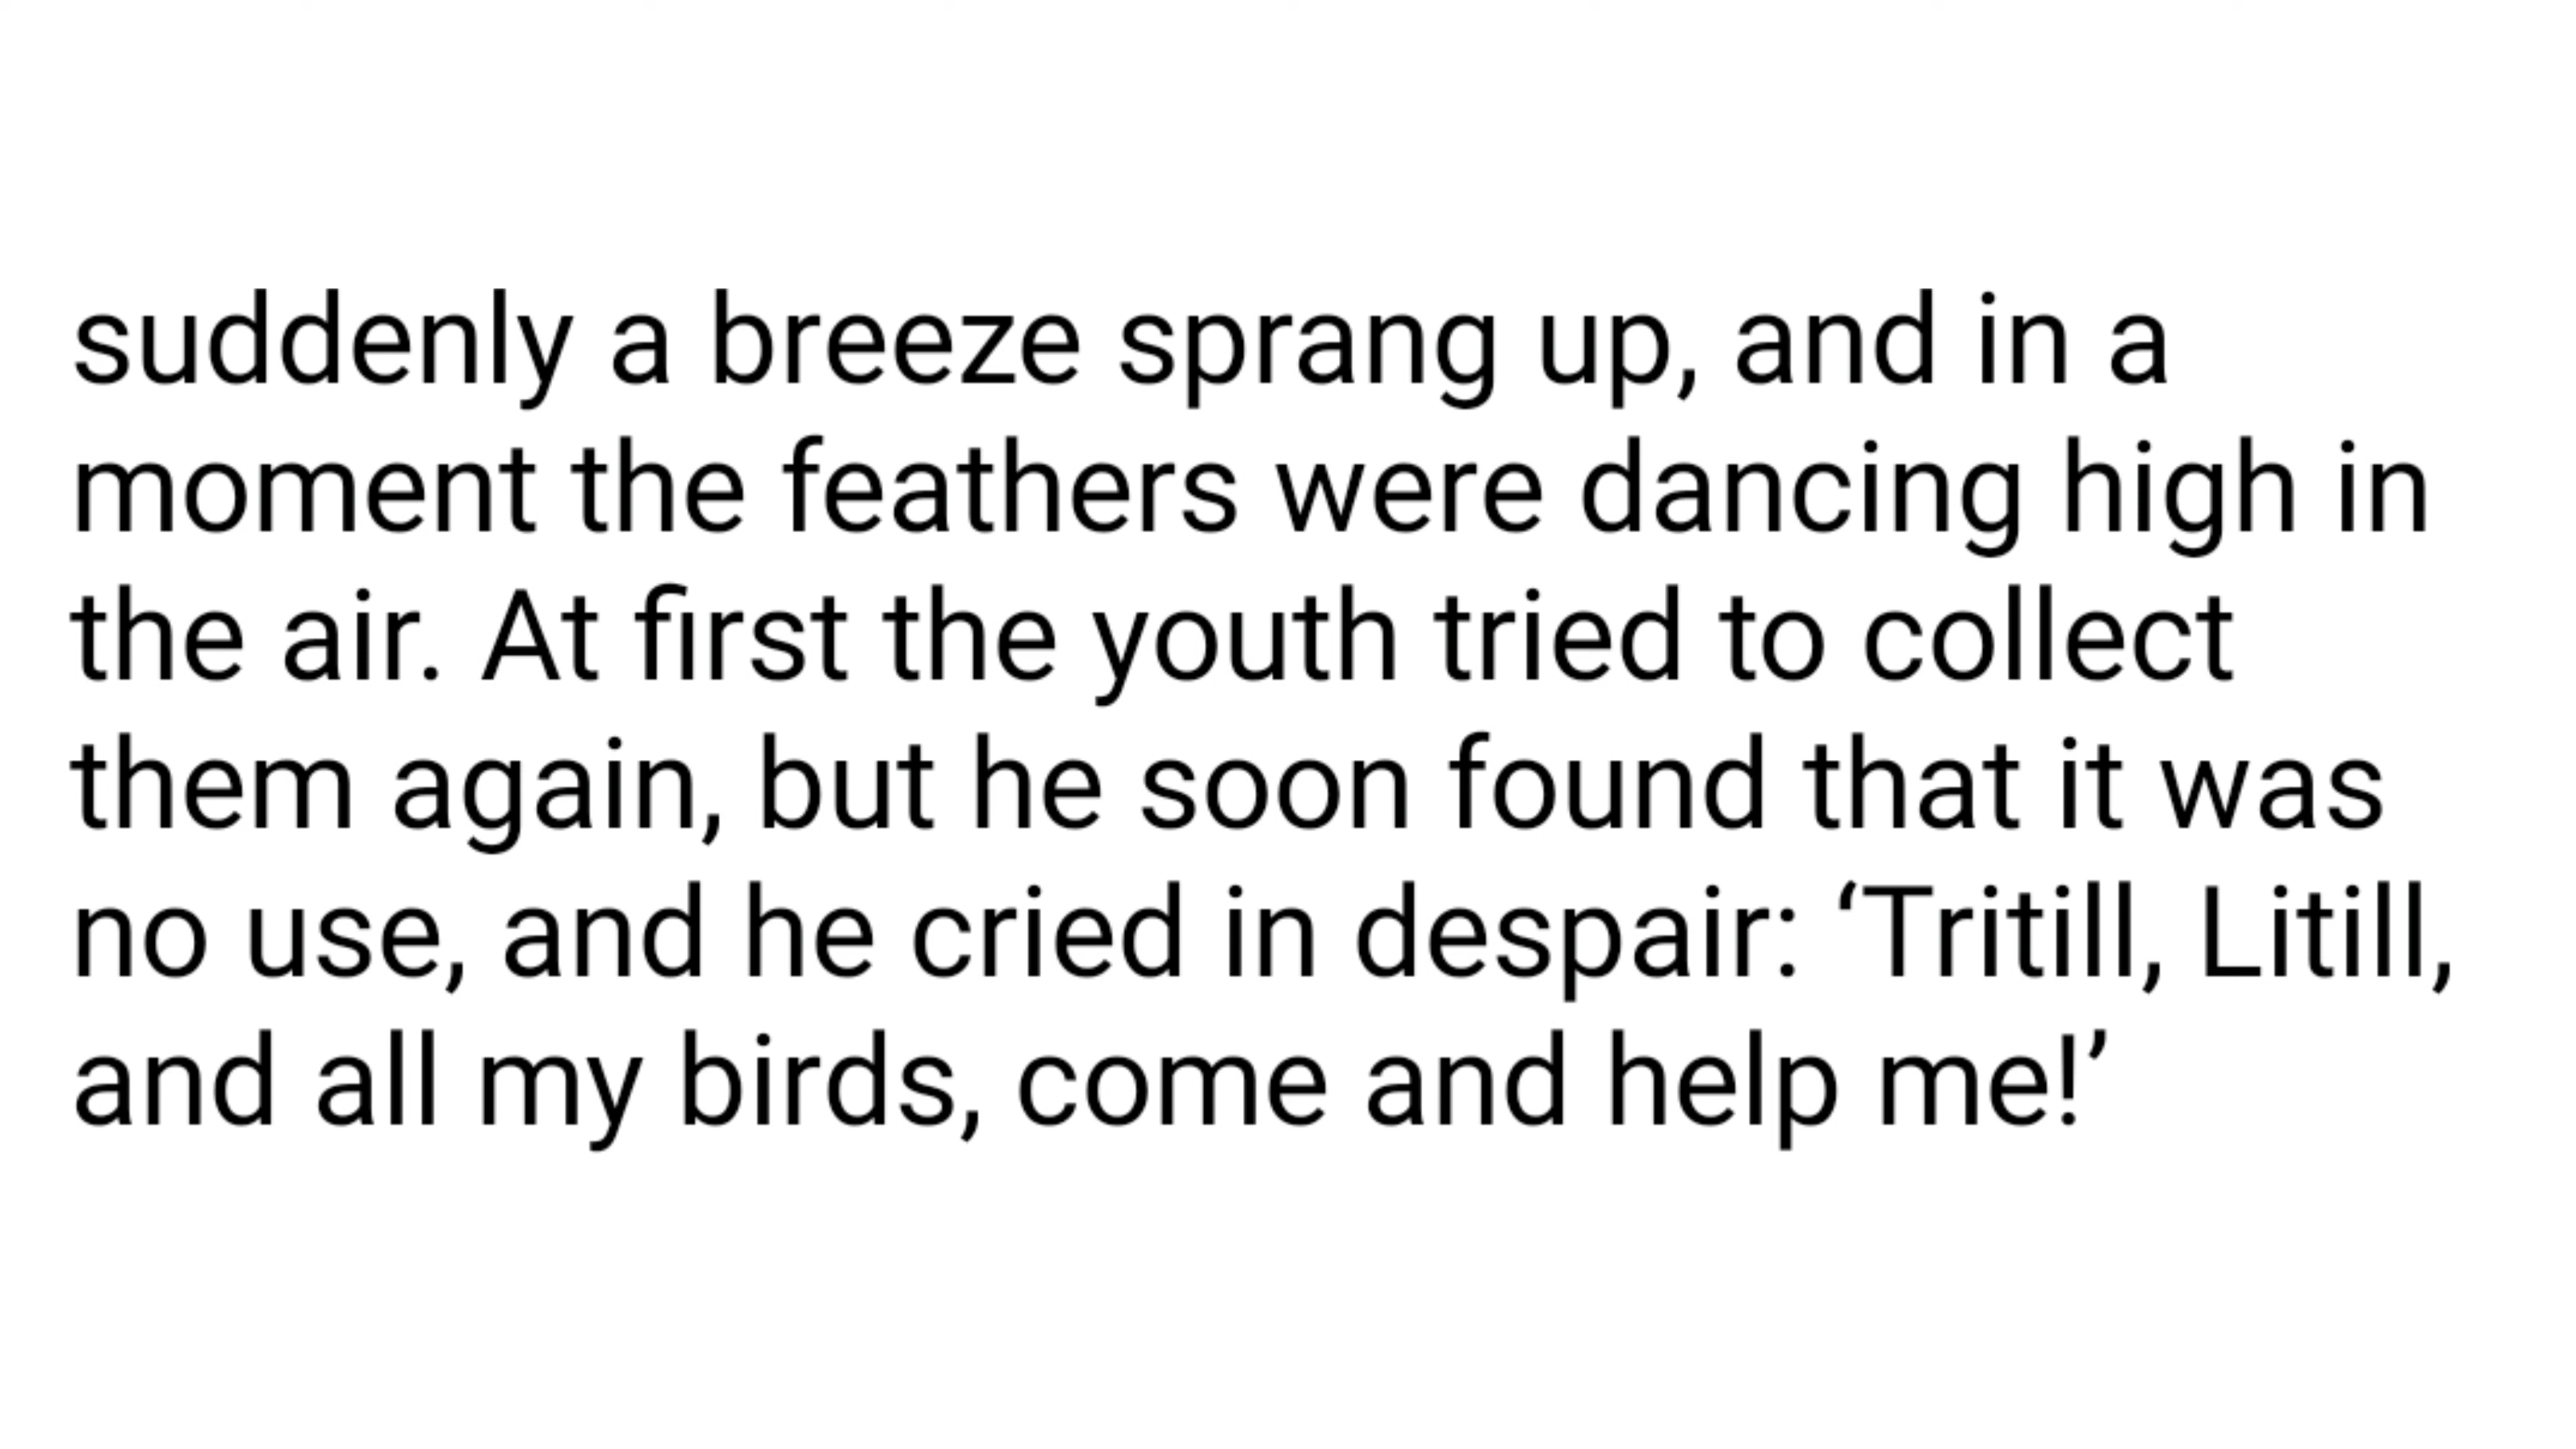 suddenly a breeze sprang up, and in a
moment the feathers were dancing high in
the air. At first the youth tried to collect
them again, but he soon found that it was
no use, and he cried in despair: ‘Tritill, Litill,
and all my birds, come and help me!’